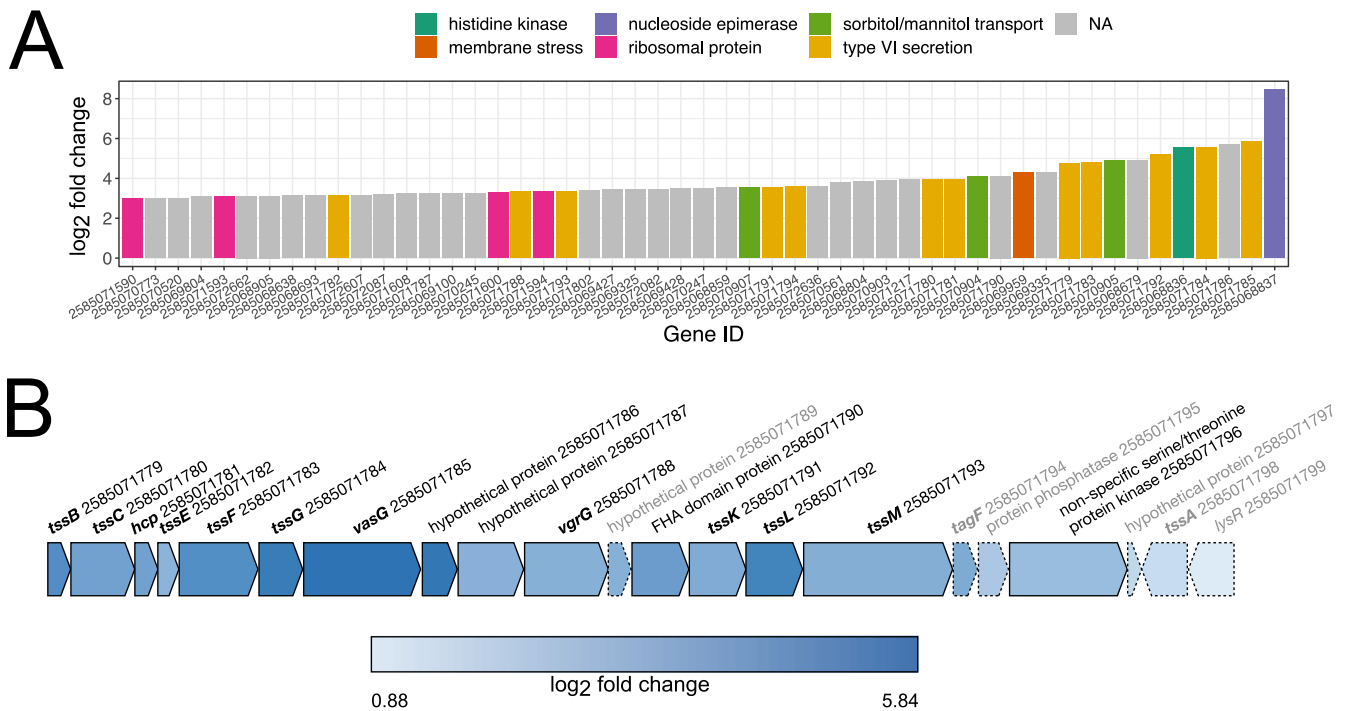 A
histidine kinase
nucleoside epimerase
sorbitol/mannitol transport
NA
membrane stress
ribosomal protein
type VI secretion
log2 fold change
8
6
4
2
0
2585071590
2585070773
2585070520
2585069804
2585071593
2585072662
2585068905
2585068638
2585068693
2585071782
2585072607
2585072087
2585071608
2585071787
2585069100
2585070245
2585071600
2585071788
2585071594
2585071793
2585071802
2585069427
2585069325
2585072082
2585069428
2585070247
2585068859
2585070907
2585071791
2585071794
2585072636
2585070561
2585068804
2585070903
2585071217
2585071780
2585071781
2585070904
2585071790
2585069959
2585069335
2585071779
2585071783
2585070905
2585068679
2585071792
2585068836
2585071784
2585071786
2585071785
2585068837
Gene ID
B
tssB 2585071779
tssC 2585071780
hcp 2585071781
tssE 2585071782
tssF 2585071783
tssG 2585071784
vasG 2585071785
hypothetical protein 2585071786
hypothetical protein 2585071787
vgrG 2585071788
hypothetical protein 2585071789
FHA domain protein 2585071790
tssK 2585071791
tssL 2585071792
tssM 2585071793
tagF 2585071794
protein phosphatase 2585071795
non-specific serine/threonine
protein kinase 2585071796
hypothetical protein 2585071797
tssA 2585071798
lysR 2585071799
0.88
log2 fold change
5.84